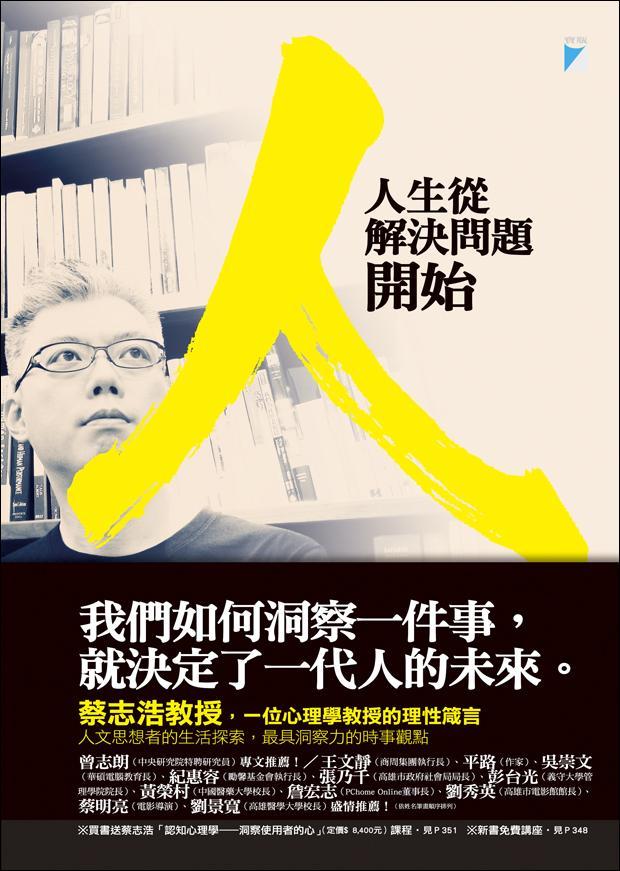 人
人生從
解決問題
開始
我們如何洞察一件事，
就決定了一代人的未來。
蔡志浩教授，一位心理學教授的理性箴言
人文思想者的生活探索，最具洞察力的時事觀點
曾志朗（中央研究院特聘研究員）專文推薦！／王文靜（商周集團執行長）、平路（作家）、吳崇文
（華碩電腦教育長）、紀惠容（勵馨基金會執行長）、張乃千（高雄市政府社會局局長）、彭台光（義守大學管
理學院院長）、黃榮村（中國醫藥大學校長）、詹宏志（PChome Online董事長）、劉秀英（高雄市電影館館長）、
蔡明亮（電影導演）、劉景寬（高雄醫學大學校長）盛情推薦！（依姓名筆畫順序排列）
※買書送蔡志浩「認知心理學——洞察使用者的心」（定價$ 8,400元）課程・見P 351　※新書免費講座・見P 348